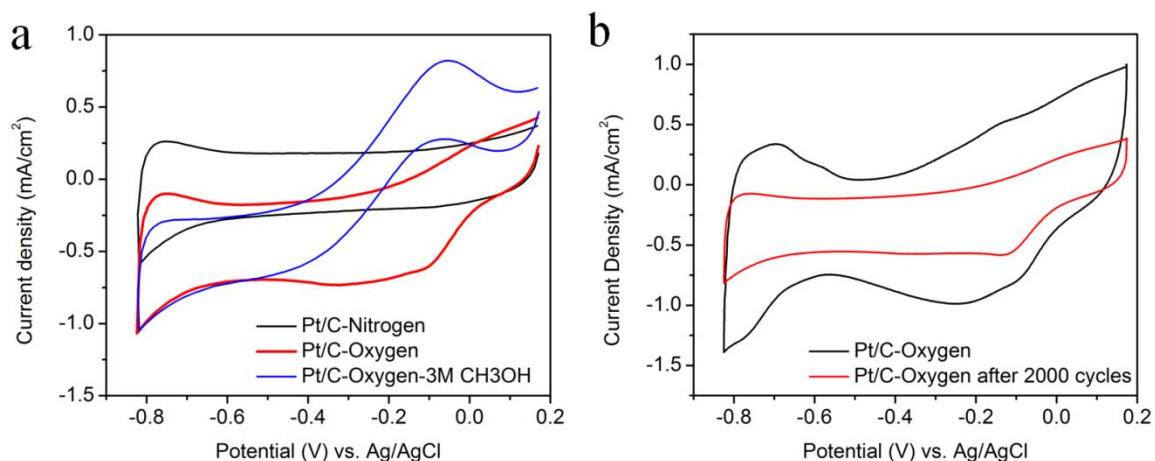 a
Current density (mA/cm²)
1.0
0.5
0.0
-0.5
-1.0
-1.5
Pt/C-Nitrogen
Pt/C-Oxygen
Pt/C-Oxygen-3M CH3OH
-0.8 -0.6 -0.4 -0.2 0.0 0.2
Potential (V) vs. Ag/AgCl
b
Current Density (mA/cm²)
1.0
0.5
0.0
-0.5
-1.0
-1.5
Pt/C-Oxygen
Pt/C-Oxygen after 2000 cycles
-0.8 -0.6 -0.4 -0.2 0.0 0.2
Potential (V) vs. Ag/AgCl